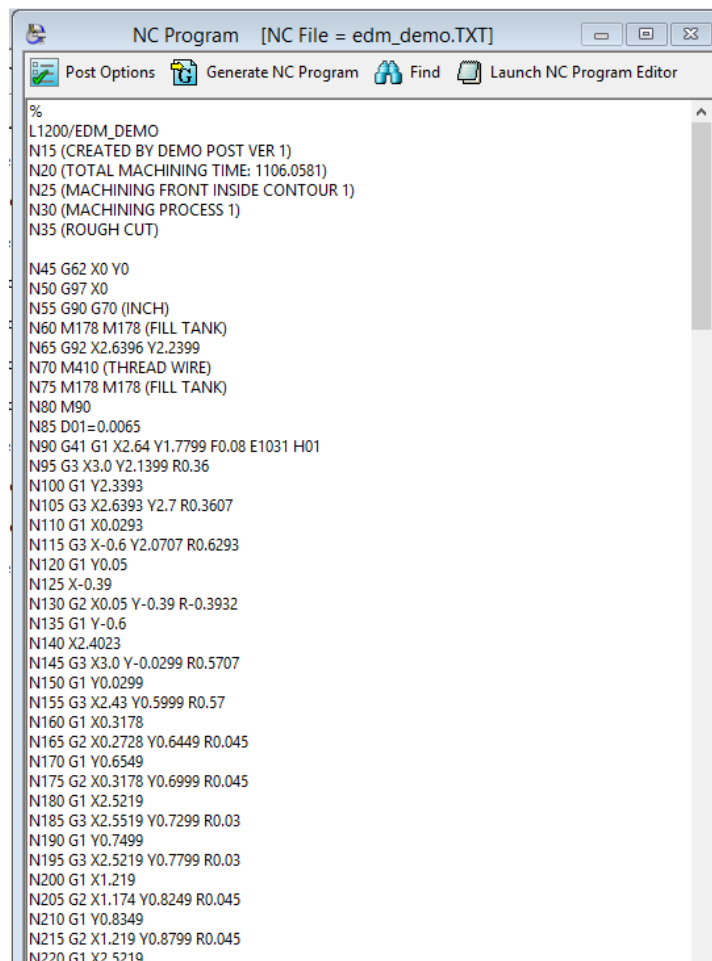 NC Program [NC File = edm_demo.TXT]
Post Options Generate NC Program Find Launch NC Program Editor
%
L1200/EDM_DEMO
N15 (CREATED BY DEMO POST VER 1)
N20 (TOTAL MACHINING TIME: 1106.0581)
N25 (MACHINING FRONT INSIDE CONTOUR 1)
N30 (MACHINING PROCESS 1)
N35 (ROUGH CUT)
N45 G62 X0 Y0
N50 G97 X0
N55 G90 G70 (INCH)
N60 M178 M178 (FILL TANK)
N65 G92 X2.6396 Y2.2399
N70 M410 (THREAD WIRE)
N75 M178 M178 (FILL TANK)
N80 M90
N85 D01=0.0065
N90 G41 G1 X2.64 Y1.7799 F0.08 E1031 H01
N95 G3 X3.0 Y2.1399 R0.36
N100 G1 Y2.3393
N105 G3 X2.6393 Y2.7 R0.3607
N110 G1 X0.0293
N115 G3 X-0.6 Y2.0707 R0.6293
N120 G1 Y0.05
N125 X-0.39
N130 G2 X0.05 Y-0.39 R-0.3932
N135 G1 Y-0.6
N140 X2.4023
N145 G3 X3.0 Y-0.0299 R0.5707
N150 G1 Y0.0299
N155 G3 X2.43 Y0.5999 R0.57
N160 G1 X0.3178
N165 G2 X0.2728 Y0.6449 R0.045
N170 G1 Y0.6549
N175 G2 X0.3178 Y0.6999 R0.045
N180 G1 X2.5219
N185 G3 X2.5519 Y0.7299 R0.03
N190 G1 Y0.7499
N195 G3 X2.5219 Y0.7799 R0.03
N200 G1 X1.219
N205 G2 X1.174 Y0.8249 R0.045
N210 G1 Y0.8349
N215 G2 X1.219 Y0.8799 R0.045
N220 G1 X2.5219